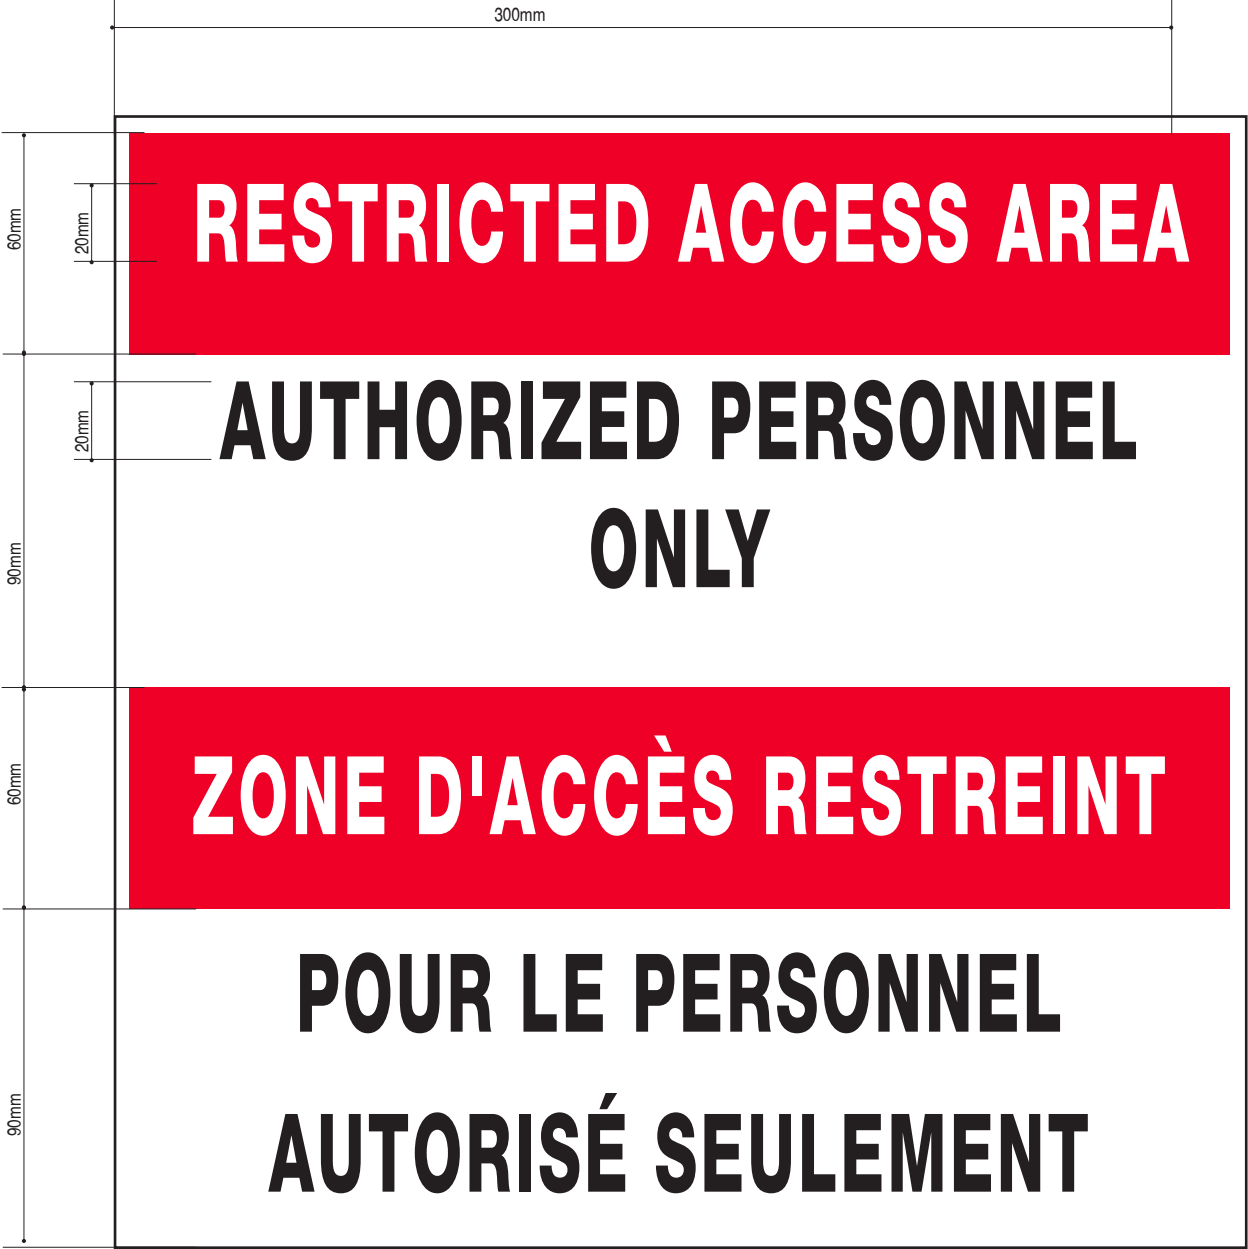 300mm
60mm
20mm
RESTRICTED ACCESS AREA
20mm
AUTHORIZED PERSONNEL
ONLY
90mm
60mm
ZONE D'ACCÈS RESTREINT
POUR LE PERSONNEL
90mm
AUTORISÉ SEULEMENT